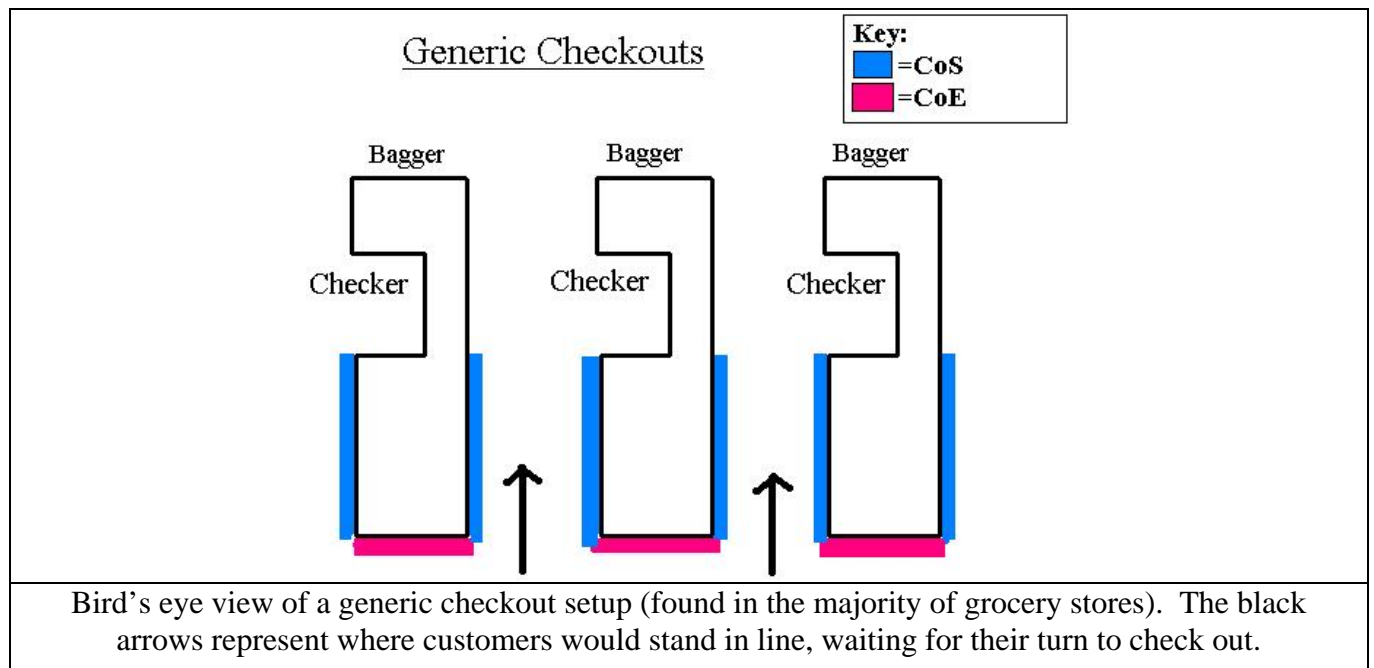 Generic Checkouts
Key:
=CoS
=CoE
Bagger Bagger Bagger
Checker Checker Checker
Bird's eye view of a generic checkout setup (found in the majority of grocery stores). The black
arrows represent where customers would stand in line, waiting for their turn to check out.